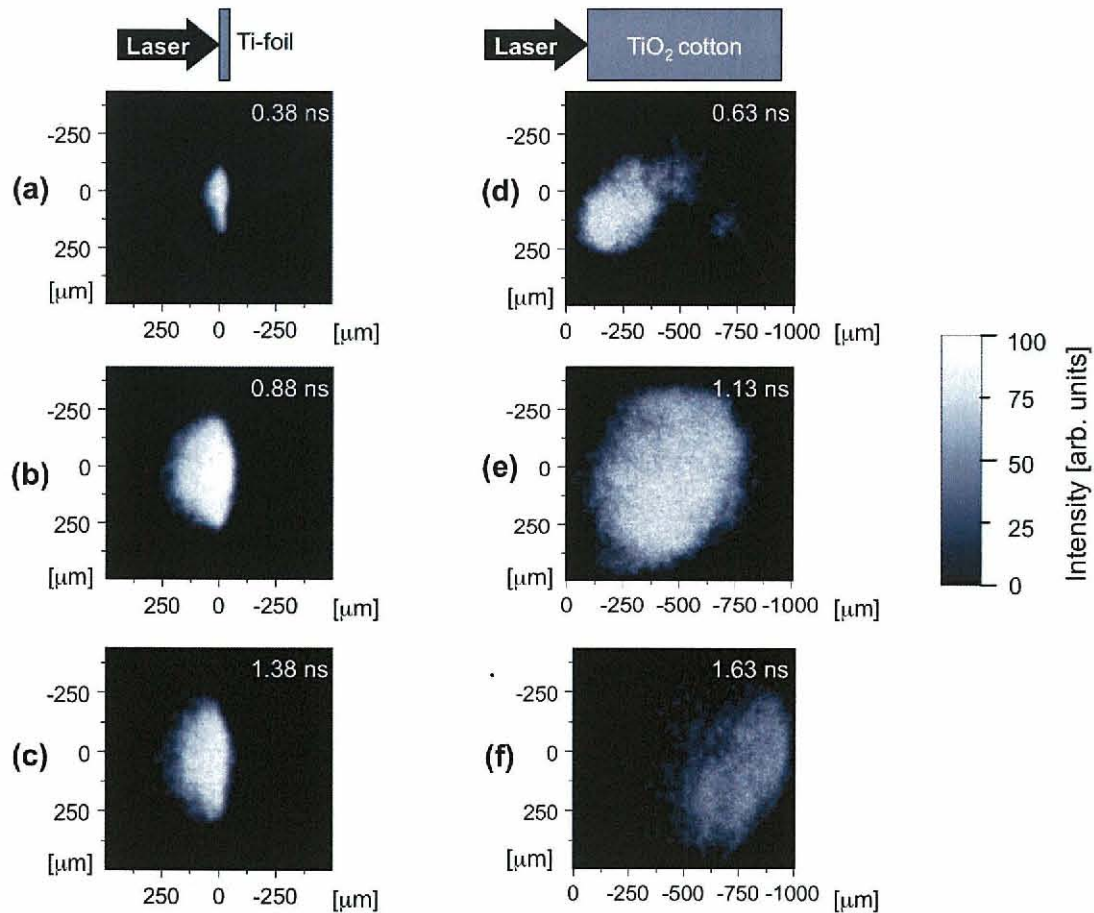 Laser
Ti-foil
Laser
TiO₂ cotton
(a)
0.38 ns
-250
0
250
[μm]
250 0 -250 [μm]
(d)
0.63 ns
-250
0
250
[μm]
0 -250 -500 -750 -1000
[μm]
(b)
0.88 ns
-250
0
250
[μm]
250 0 -250 [μm]
(e)
1.13 ns
-250
0
250
[μm]
0 -250 -500 -750 -1000
[μm]
(c)
1.38 ns
-250
0
250
[μm]
250 0 -250 [μm]
(f)
1.63 ns
-250
0
250
[μm]
0 -250 -500 -750 -1000
[μm]
100
75
50
25
0
Intensity [arb. units]